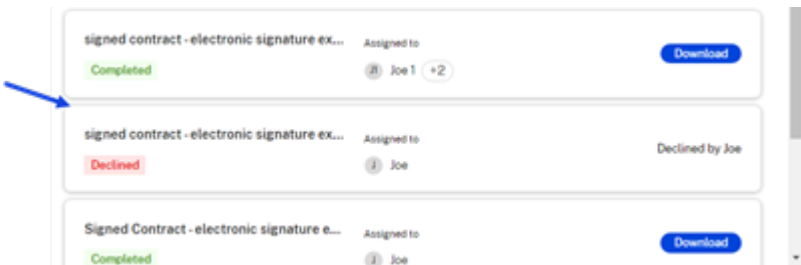 signed contract - electronic signature ex...
Assigned to
Download
Completed
J1 Joe 1 +2
signed contract - electronic signature ex...
Assigned to
Declined by Joe
Declined
J Joe
Signed Contract - electronic signature e...
Assigned to
Download
Completed
J Joe